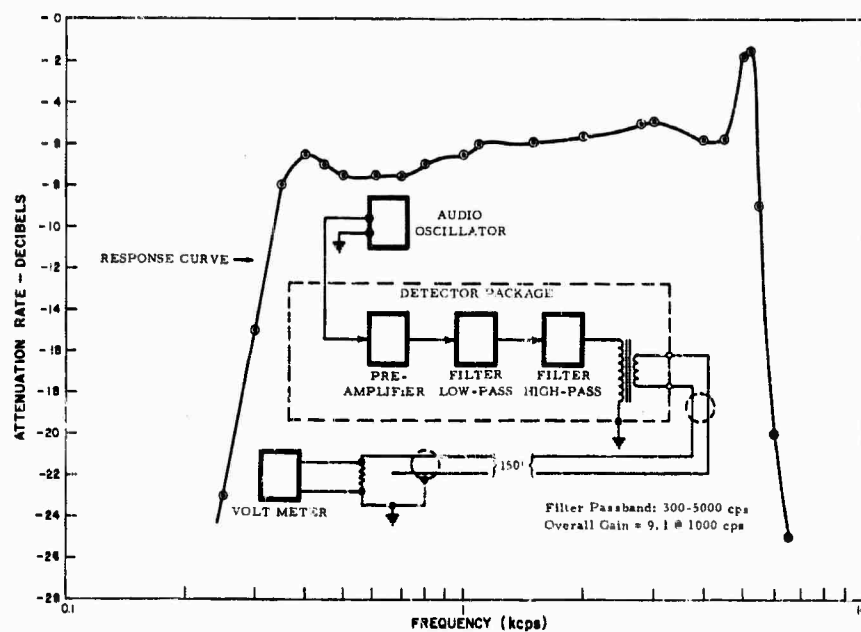 - 0
-2
-4
-6
-8
-10
-12
-14
-16
-18
-20
-22
-24
-26
-28
ATTENUATION RATE - DECIBELS
RESPONSE CURVE
AUDIO
OSCILLATOR
DETECTOR PACKAGE
PRE-
AMPLIFIER
FILTER
LOW-PASS
FILTER
HIGH-PASS
150'
VOLT METER
Filter Passband: 300-5000 cps
Overall Gain = 9.1 @ 1000 cps
0.1
1
FREQUENCY (kcps)